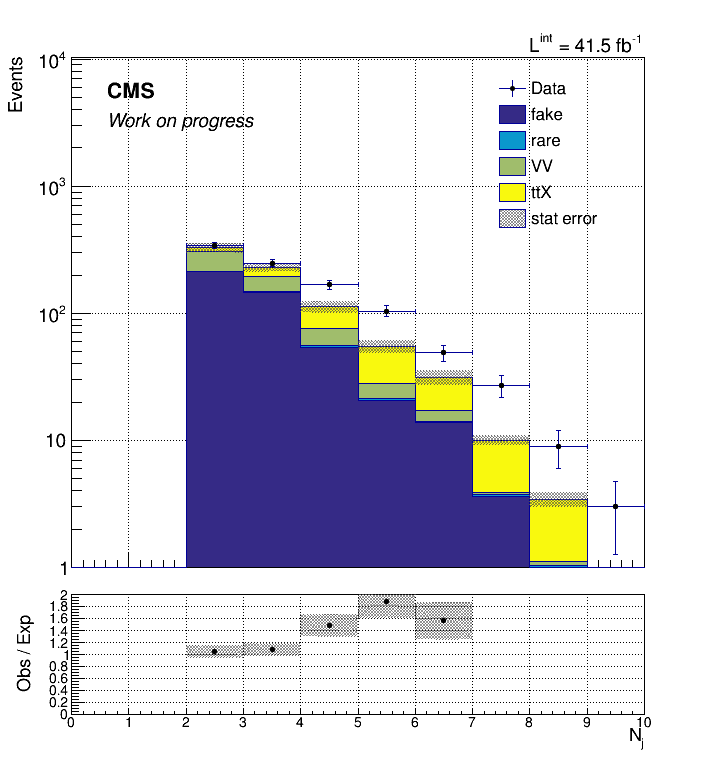 L^int = 41.5 fb^-1
Events
10^4
10^3
10^2
10
1
CMS
Work on progress
Data
fake
rare
VV
ttX
stat error
Obs / Exp
2
1.8
1.6
1.4
1.2
1
0.8
0.6
0.4
0.2
0
0 1 2 3 4 5 6 7 8 9 10
N_j